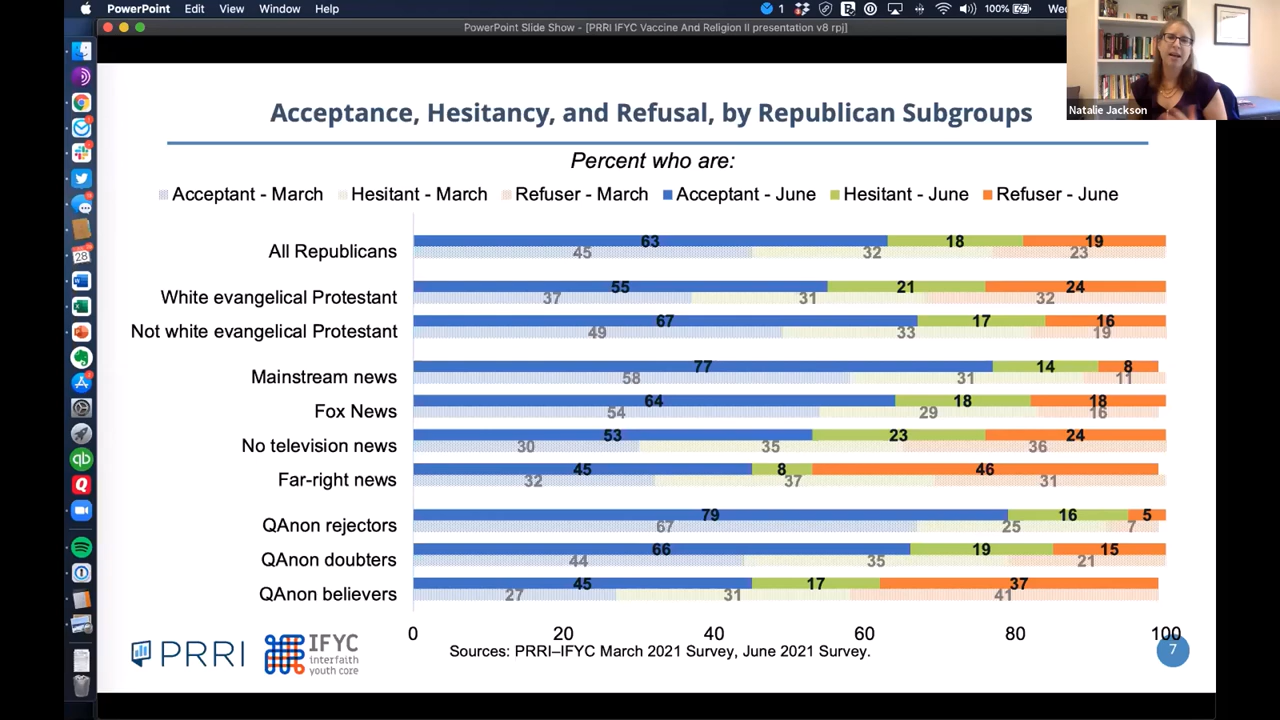 PowerPoint Edit View Window Help
1
100%
We
PowerPoint Slide Show - [PRRI IFYC Vaccine And Religion II presentation v8 rpj]
Natalie Jackson
28
Acceptance, Hesitancy, and Refusal, by Republican Subgroups
Percent who are:
Acceptant - March Hesitant - March Refuser - March Acceptant - June Hesitant - June Refuser - June
All Republicans 63 18 19
45 32 23
White evangelical Protestant 55 21 24
37 31 32
Not white evangelical Protestant 67 17 16
49 33 19
Mainstream news 77 14 8
58 31 11
Fox News 64 18 18
54 29 16
No television news 53 23 24
30 35 36
Far-right news 45 8 46
32 37 31
QAnon rejectors 79 16 5
67 25 7
QAnon doubters 66 19 15
44 35 21
QAnon believers 45 17 37
27 31 41
0 20 40 60 80 100
PRRI
IFYC
interfaith
youth core
Sources: PRRI–IFYC March 2021 Survey, June 2021 Survey.
7